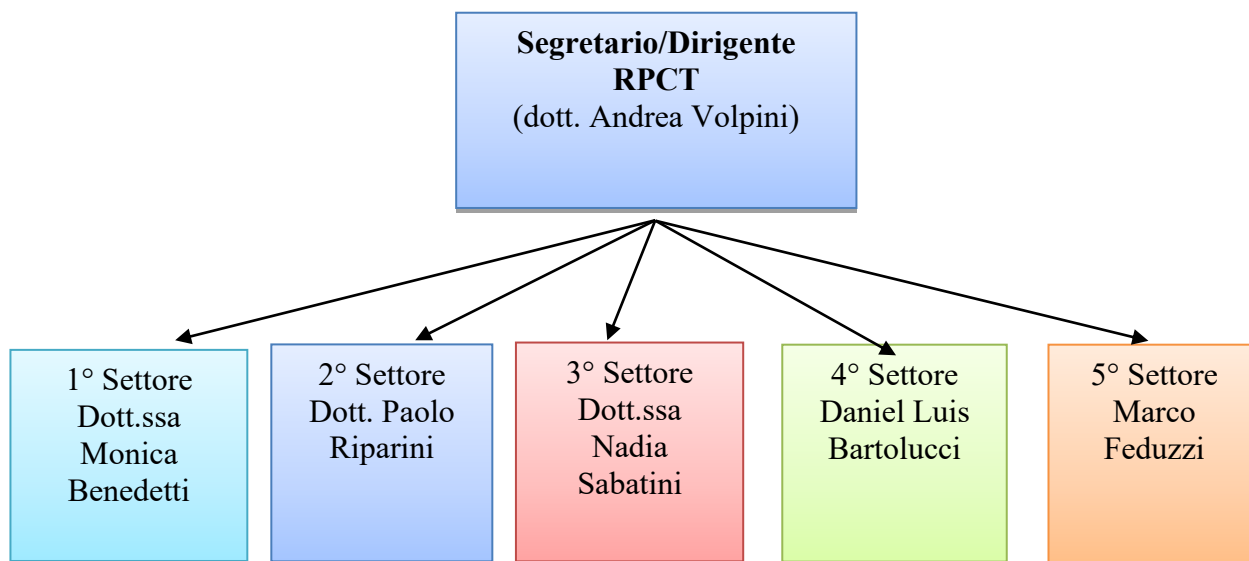 Segretario/Dirigente
RPCT
(dott. Andrea Volpini)
1° Settore
Dott.ssa
Monica
Benedetti
2° Settore
Dott. Paolo
Riparini
3° Settore
Dott.ssa
Nadia
Sabatini
4° Settore
Daniel Luis
Bartolucci
5° Settore
Marco
Feduzzi